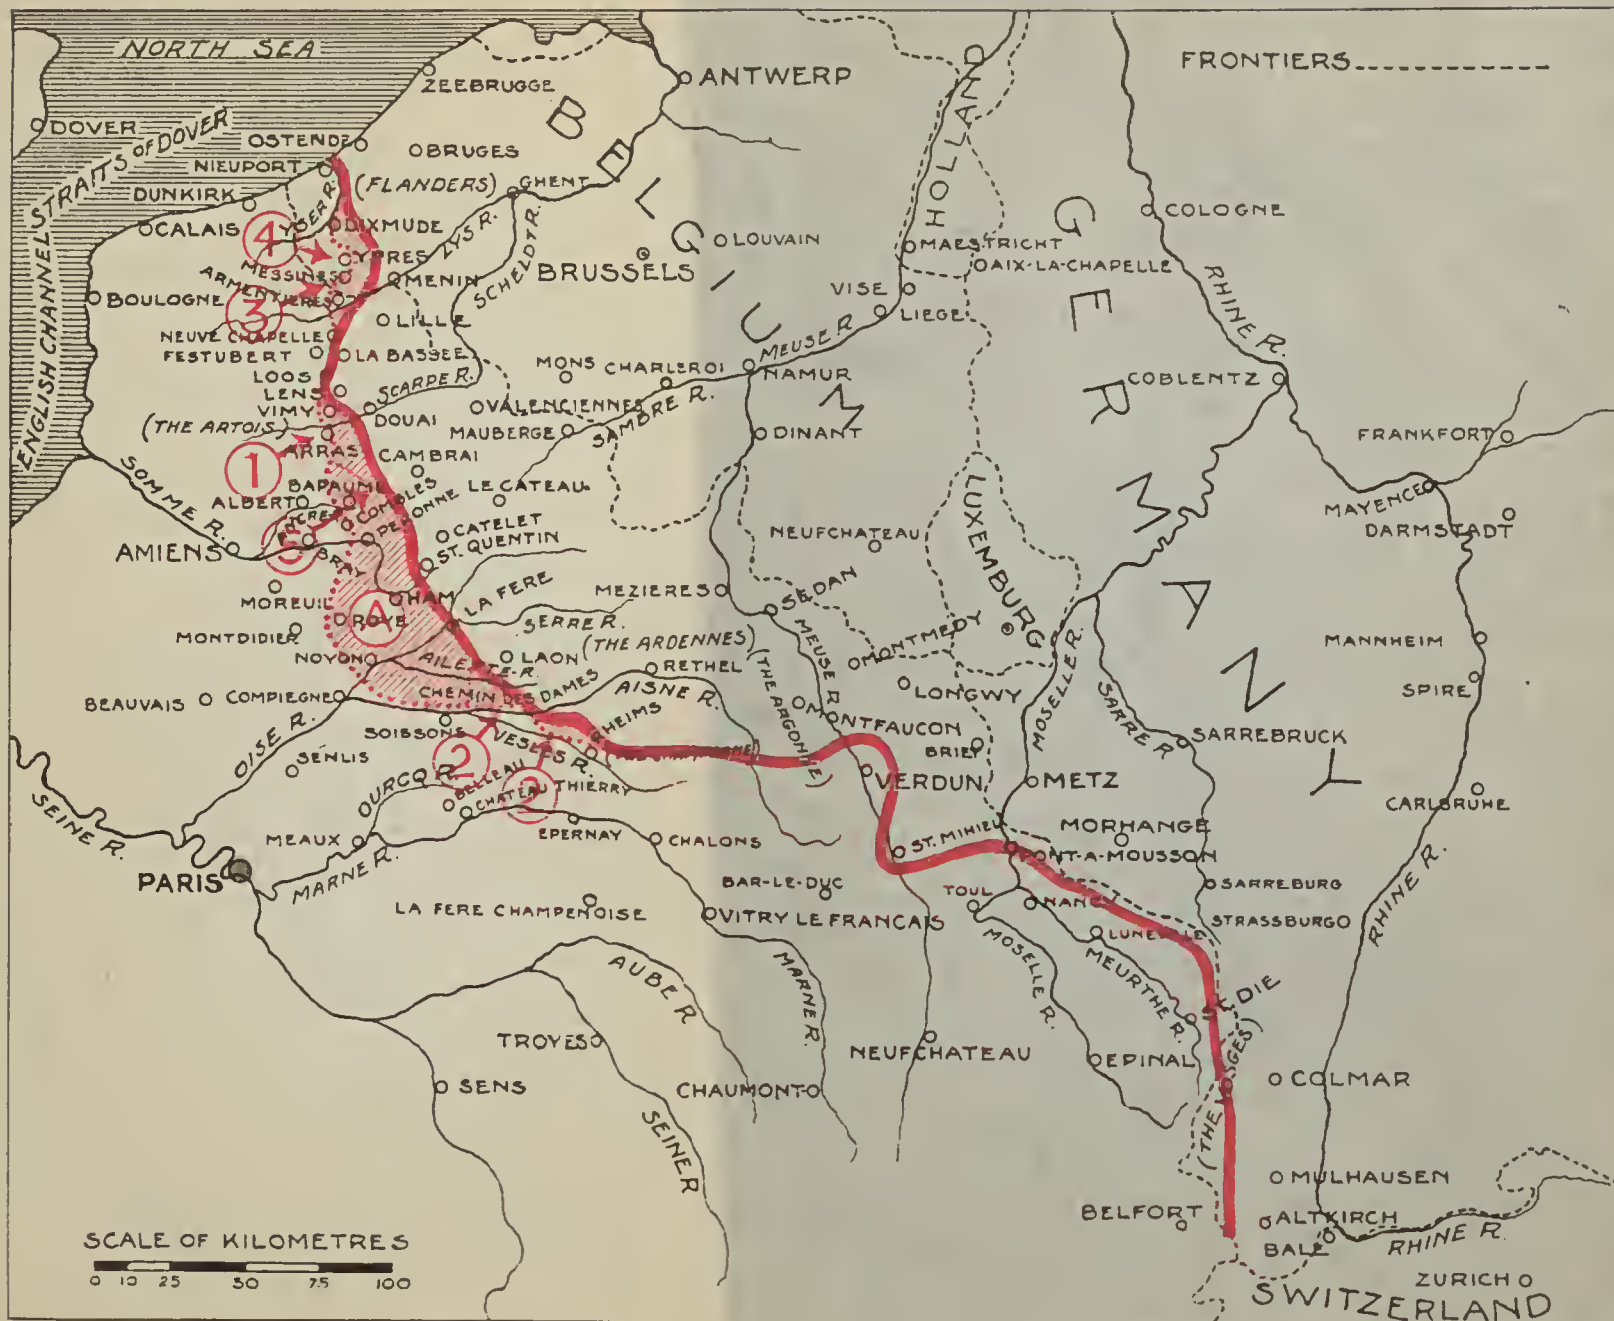 NORTH SEA
FRONTIERS
DOVER
STRAITS OF DOVER
ENGLISH CHANNEL
ZEEBRUGGE
ANTWERP
BELGIUM
HOLLAND
GERMANY
OSTENDE
NIEUPORT
BRUGES
(FLANDERS)
GHENT
DUNKIRK
CALAIS
YSER R.
DIXMUDE
LYS R.
SCHELDT R.
LOUVAIN
BRUSSELS
COLOGNE
MAESTRICHT
AIX-LA-CHAPELLE
4
YPRES
MESSINES
MENIN
ARMENTIERES
BOULOGNE
3
LILLE
VISE
LIEGE
RHINE R.
NEUVE CHAPELLE
FESTUBERT
LA BASSEE
MONS
CHARLEROI
MEUSE R
NAMUR
COBLENTZ
LOOS
LENS
SCARPE R.
VIMY
DOUAI
VALENCIENNES
SAMBRE R.
MAUBERGE
DINANT
FRANKFORT
(THE ARTOIS)
ARRAS
CAMBRAI
1
SOMME R.
BAPAUME
ALBERT
COMBLES
ANCRE
PERONNE
LE CATEAU
MAYENCE
DARMSTADT
5
AMIENS
BRAY
CATELET
ST. QUENTIN
NEUFCHATEAU
LUXEMBURG
MOREUIL
HAM
LA FERE
MEZIERES
SEDAN
A
ROYE
SERRE R.
MONTDIDIER
MEUSE R.
MONTMEDY
MOSELLE R.
MANNHEIM
NOYON
AILETTE R.
LAON
(THE ARDENNES)
RETHEL
(THE ARGONNE)
LONGWY
SPIRE
BEAUVAIS
COMPIEGNE
CHEMIN DES DAMES
AISNE R.
MONTFAUCON
BRIEY
SARRE R
SARREBRUCK
OISE R.
SOISSONS
RHEIMS
2
VESLE R.
SENLIS
VERDUN
METZ
CARLSRUHE
SEINE R.
OURCQ R.
BELLEAU
CHATEAU THIERRY
2
MEAUX
EPERNAY
CHALONS
ST. MIHIEL
MORHANGE
PONT-A-MOUSSON
PARIS
MARNE R.
BAR-LE-DUC
TOUL
NANCY
SARREBURG
LA FERE CHAMPENOISE
VITRY LE FRANCAIS
LUNEVILLE
STRASSBURG
RHINE R.
AUBE R
MARNE R.
MOSELLE R.
MEURTHE R.
ST. DIE
TROYES
NEUFCHATEAU
EPINAL
(THE VOSGES)
COLMAR
SENS
CHAUMONT
SEINE R
MULHAUSEN
BELFORT
ALTKIRCH
BALE
RHINE R.
SCALE OF KILOMETRES
0 10 25 50 75 100
ZURICH
SWITZERLAND